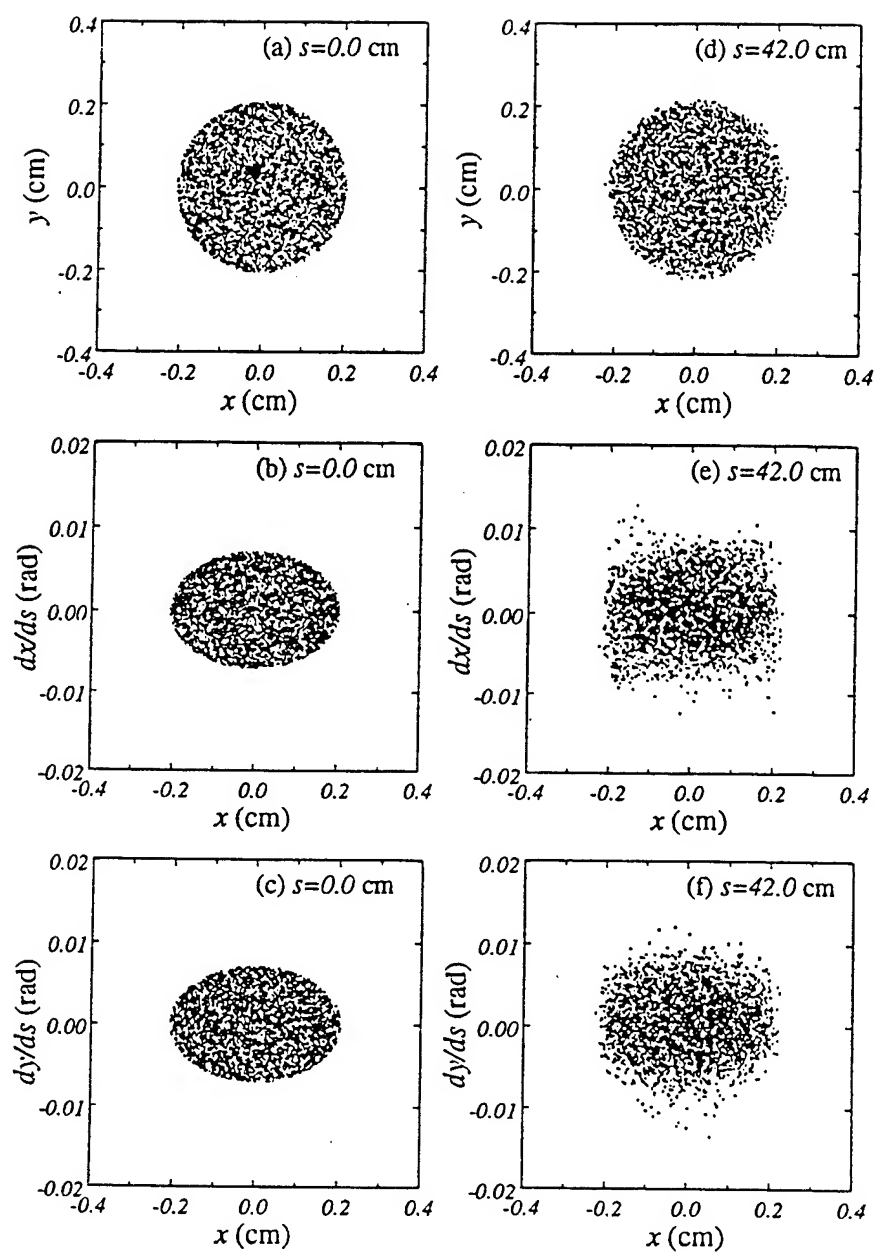 (a) s=0.0 cm
0.4
0.2
0.0
-0.2
-0.4
y (cm)
-0.4 -0.2 0.0 0.2 0.4
x (cm)
(d) s=42.0 cm
0.4
0.2
0.0
-0.2
-0.4
y (cm)
-0.4 -0.2 0.0 0.2 0.4
x (cm)
(b) s=0.0 cm
0.02
0.01
0.00
-0.01
-0.02
dx/ds (rad)
-0.4 -0.2 0.0 0.2 0.4
x (cm)
(e) s=42.0 cm
0.02
0.01
0.00
-0.01
-0.02
dx/ds (rad)
-0.4 -0.2 0.0 0.2 0.4
x (cm)
(c) s=0.0 cm
0.02
0.01
0.00
-0.01
-0.02
dy/ds (rad)
-0.4 -0.2 0.0 0.2 0.4
x (cm)
(f) s=42.0 cm
0.02
0.01
0.00
-0.01
-0.02
dy/ds (rad)
-0.4 -0.2 0.0 0.2 0.4
x (cm)